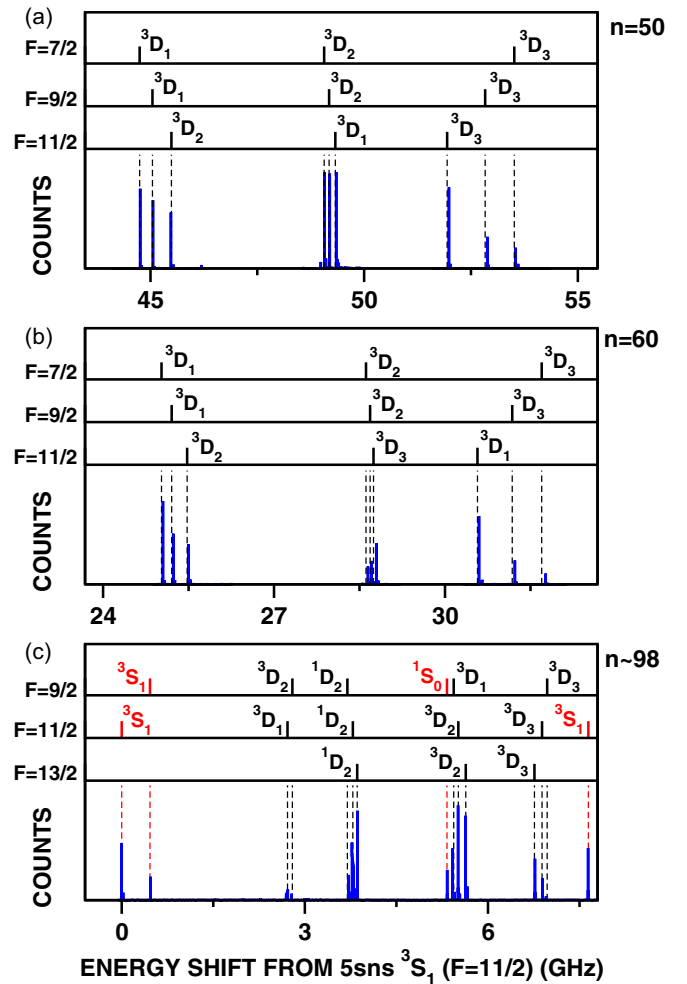 (a)
n=50
F=7/2 ³D₁ ³D₂ ³D₃
F=9/2 ³D₁ ³D₂ ³D₃
F=11/2 ³D₂ ³D₁ ³D₃
COUNTS
45 50 55
(b)
n=60
F=7/2 ³D₁ ³D₂ ³D₃
F=9/2 ³D₁ ³D₂ ³D₃
F=11/2 ³D₂ ³D₃ ³D₁
COUNTS
24 28 30
(c)
n~98
F=9/2 ³S₁ ³D₂ ¹D₂ ¹S₀ ³D₁ ³D₃
F=11/2 ³S₁ ³D₁ ¹D₂ ³D₂ ³D₃ ³S₁
F=13/2 ¹D₂ ³D₂ ³D₃
COUNTS
0 3 6
ENERGY SHIFT FROM 5sns ³S₁ (F=11/2) (GHz)